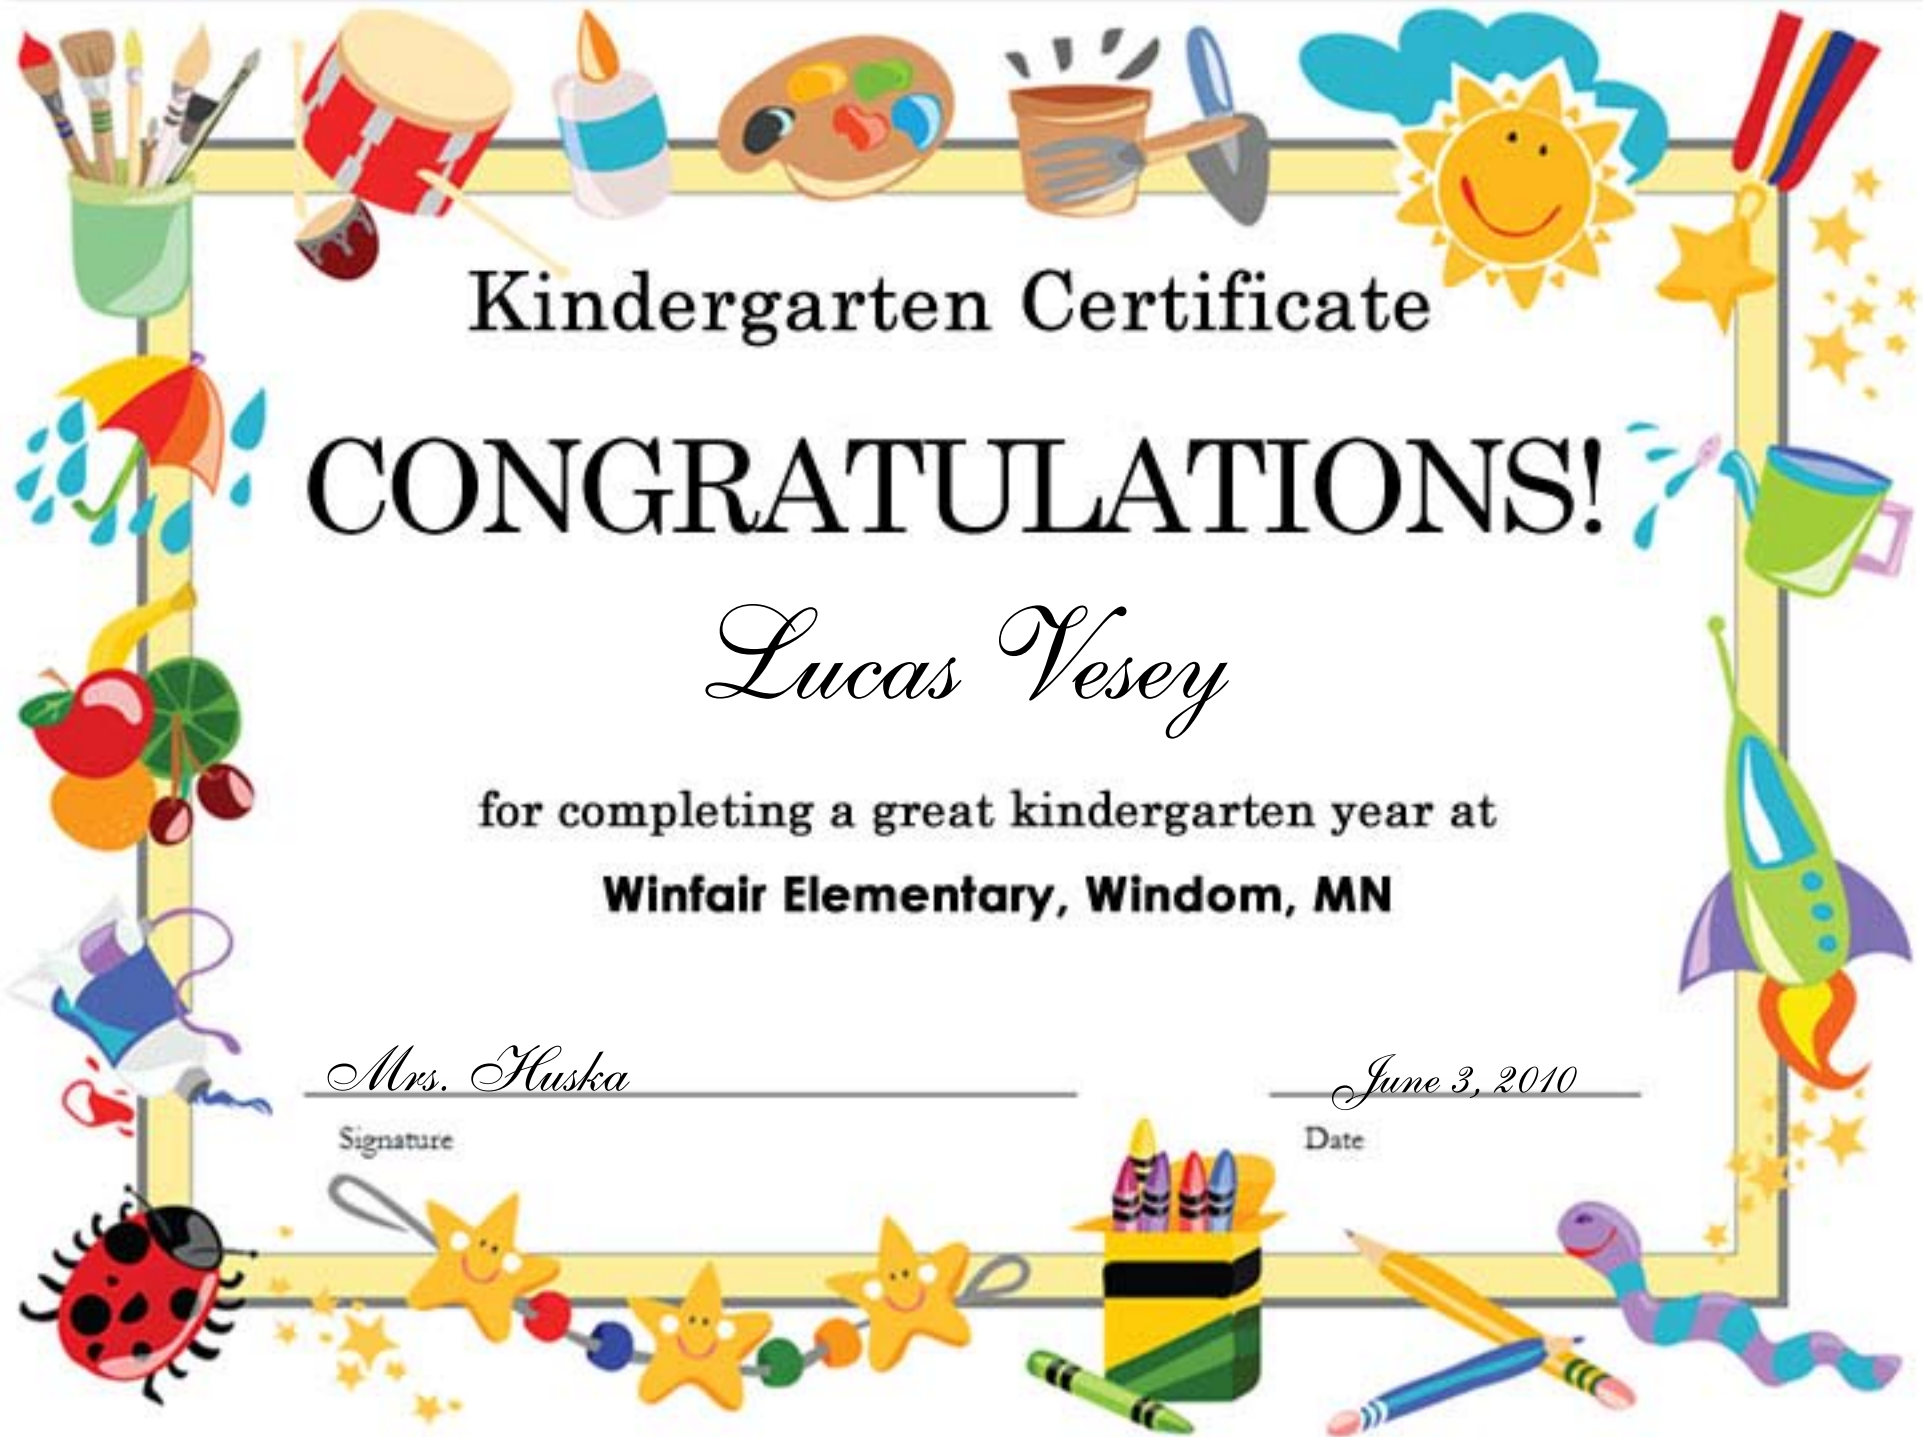 Kindergarten Certificate
CONGRATULATIONS!
Lucas Vesey
for completing a great kindergarten year at
Winfair Elementary, Windom, MN
Mrs. Huska
June 3, 2010
Signature
Date